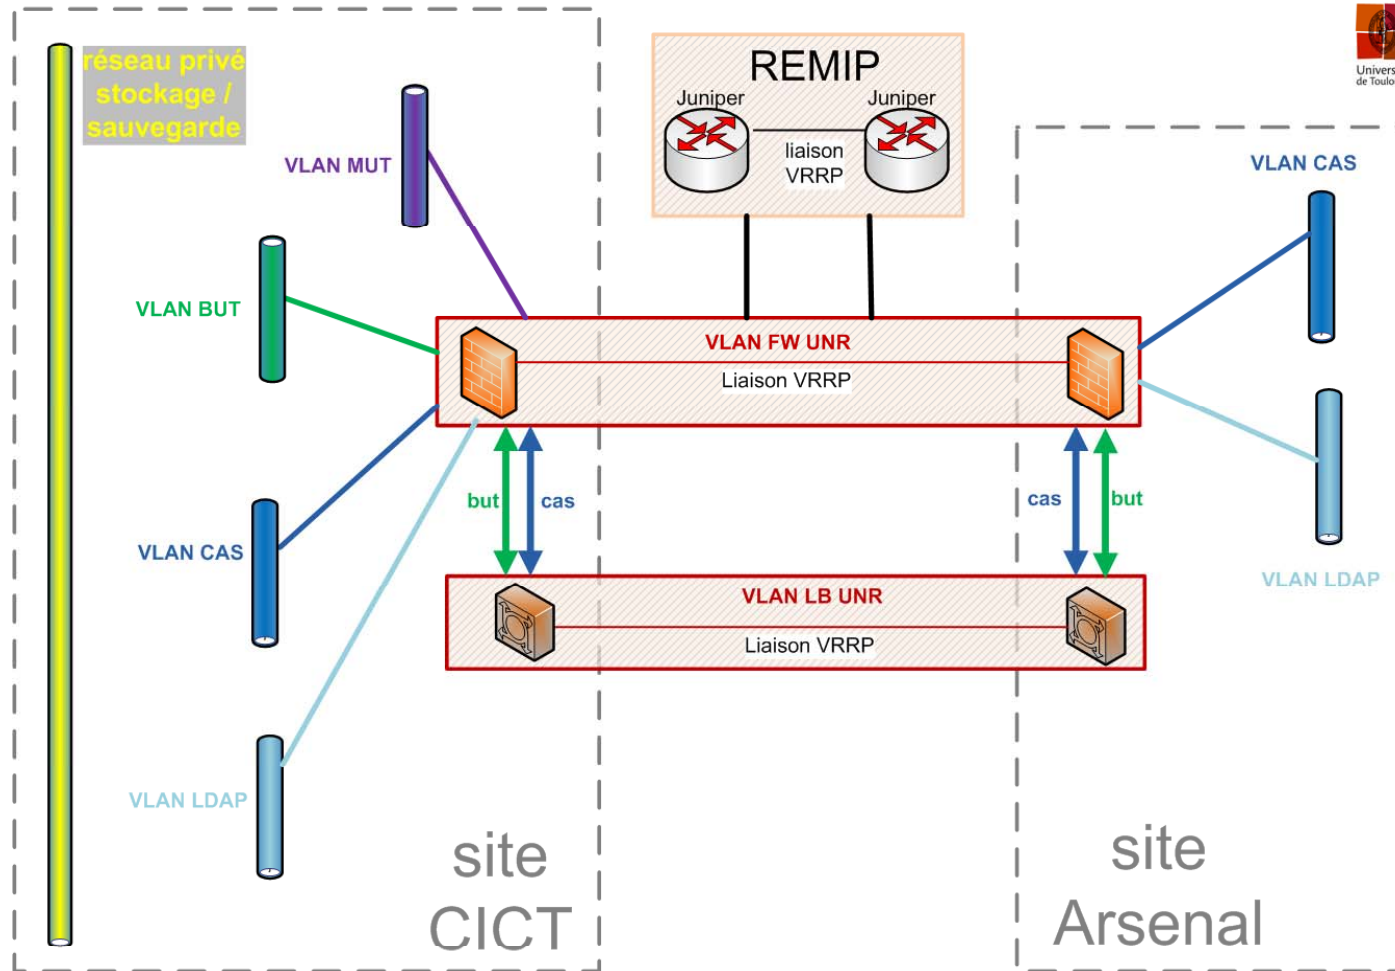 réseau privé
stockage /
sauvegarde
VLAN MUT
VLAN BUT
VLAN CAS
VLAN LDAP
REMIP
Juniper
Juniper
liaison
VRRP
VLAN FW UNR
Liaison VRRP
but
cas
cas
but
VLAN LB UNR
Liaison VRRP
VLAN CAS
VLAN LDAP
site
CICT
site
Arsenal